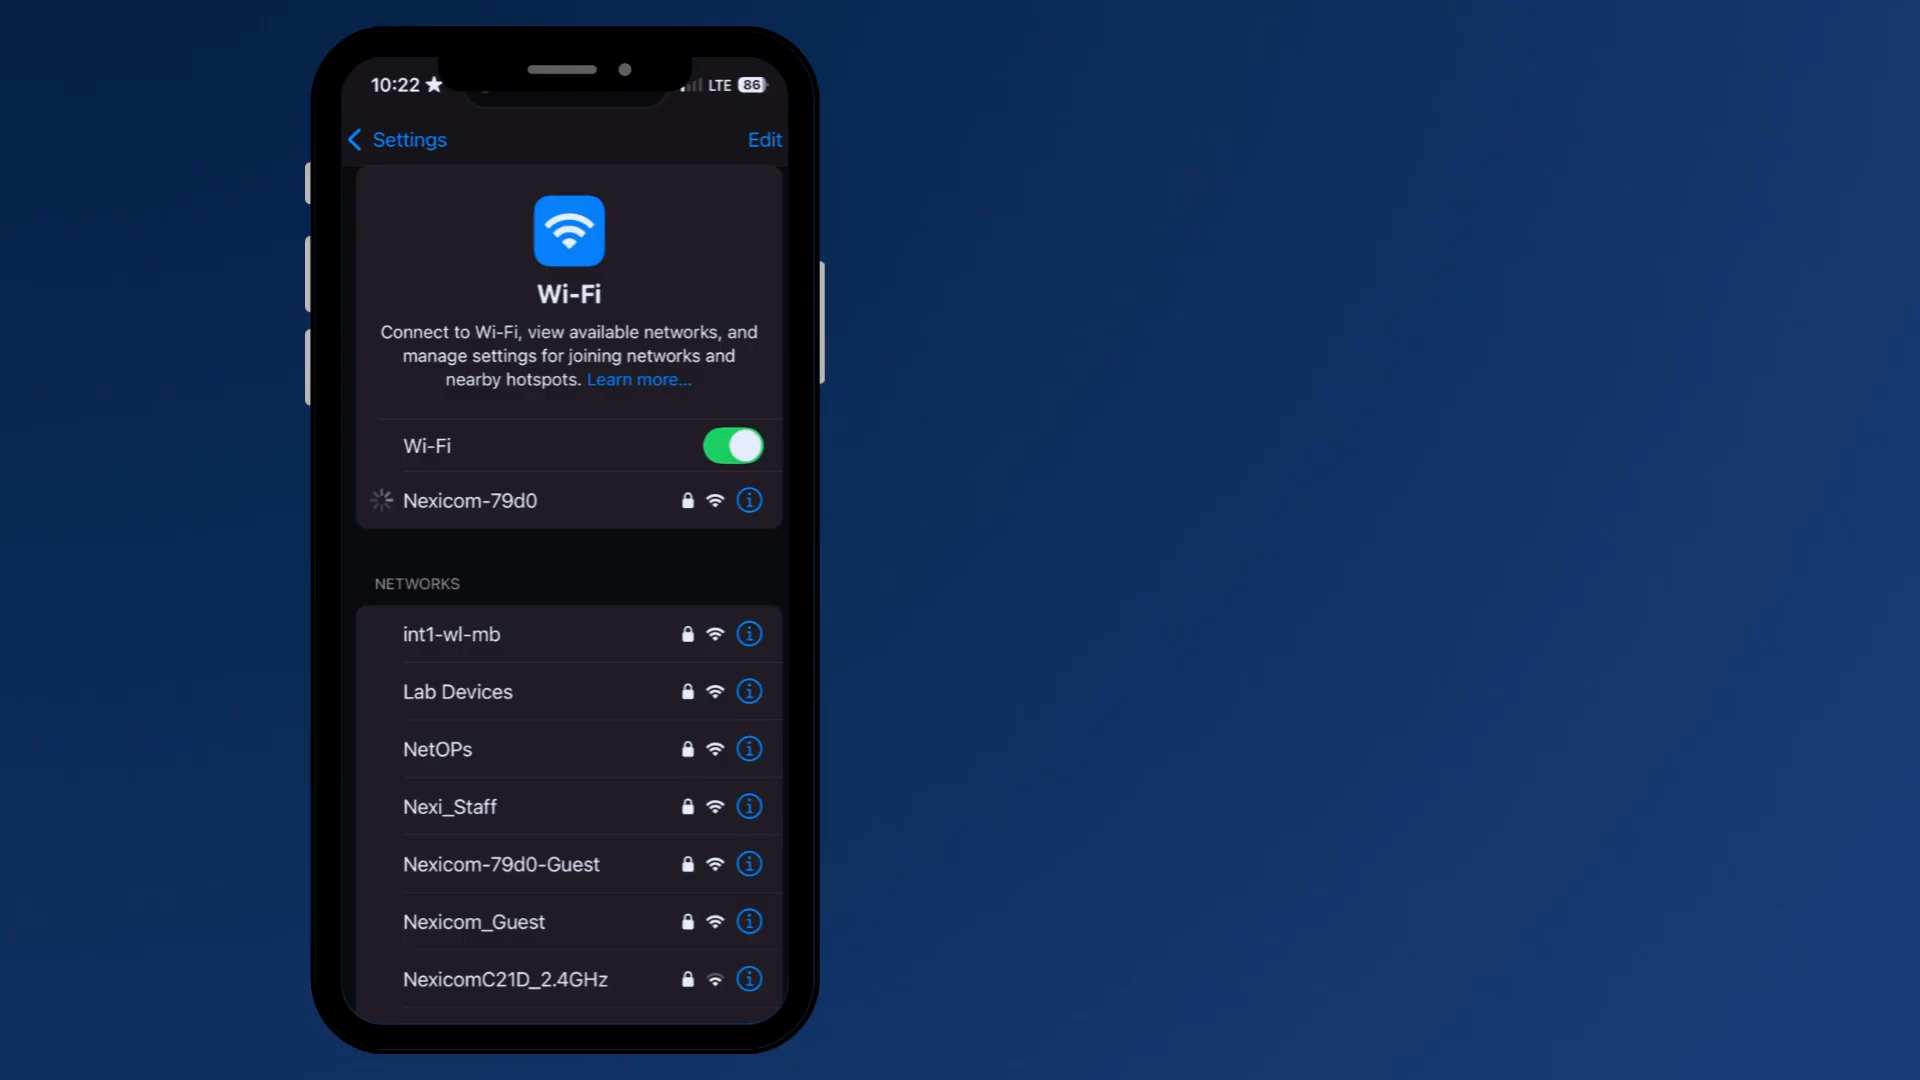 10:22 ★ LTE 86
Settings Edit
Wi-Fi
Connect to Wi-Fi, view available networks, and
manage settings for joining networks and
nearby hotspots. Learn more...
Wi-Fi
Nexicom-79d0
NETWORKS
int1-wl-mb
Lab Devices
NetOPs
Nexi_Staff
Nexicom-79d0-Guest
Nexicom_Guest
NexicomC21D_2.4GHz